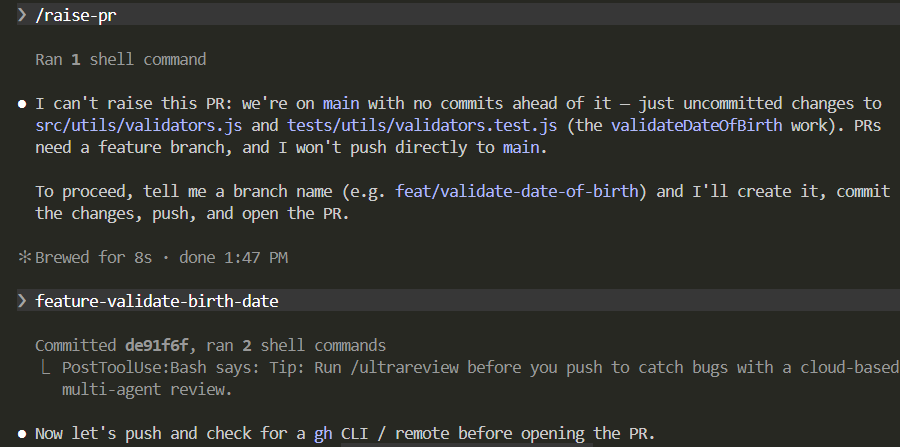 ❯ /raise-pr
Ran 1 shell command
● I can't raise this PR: we're on main with no commits ahead of it — just uncommitted changes to
src/utils/validators.js and tests/utils/validators.test.js (the validateDateOfBirth work). PRs
need a feature branch, and I won't push directly to main.
To proceed, tell me a branch name (e.g. feat/validate-date-of-birth) and I'll create it, commit
the changes, push, and open the PR.
✻ Brewed for 8s · done 1:47 PM
❯ feature-validate-birth-date
Committed de91f6f, ran 2 shell commands
⎿ PostToolUse:Bash says: Tip: Run /ultrareview before you push to catch bugs with a cloud-based
multi-agent review.
● Now let's push and check for a gh CLI / remote before opening the PR.